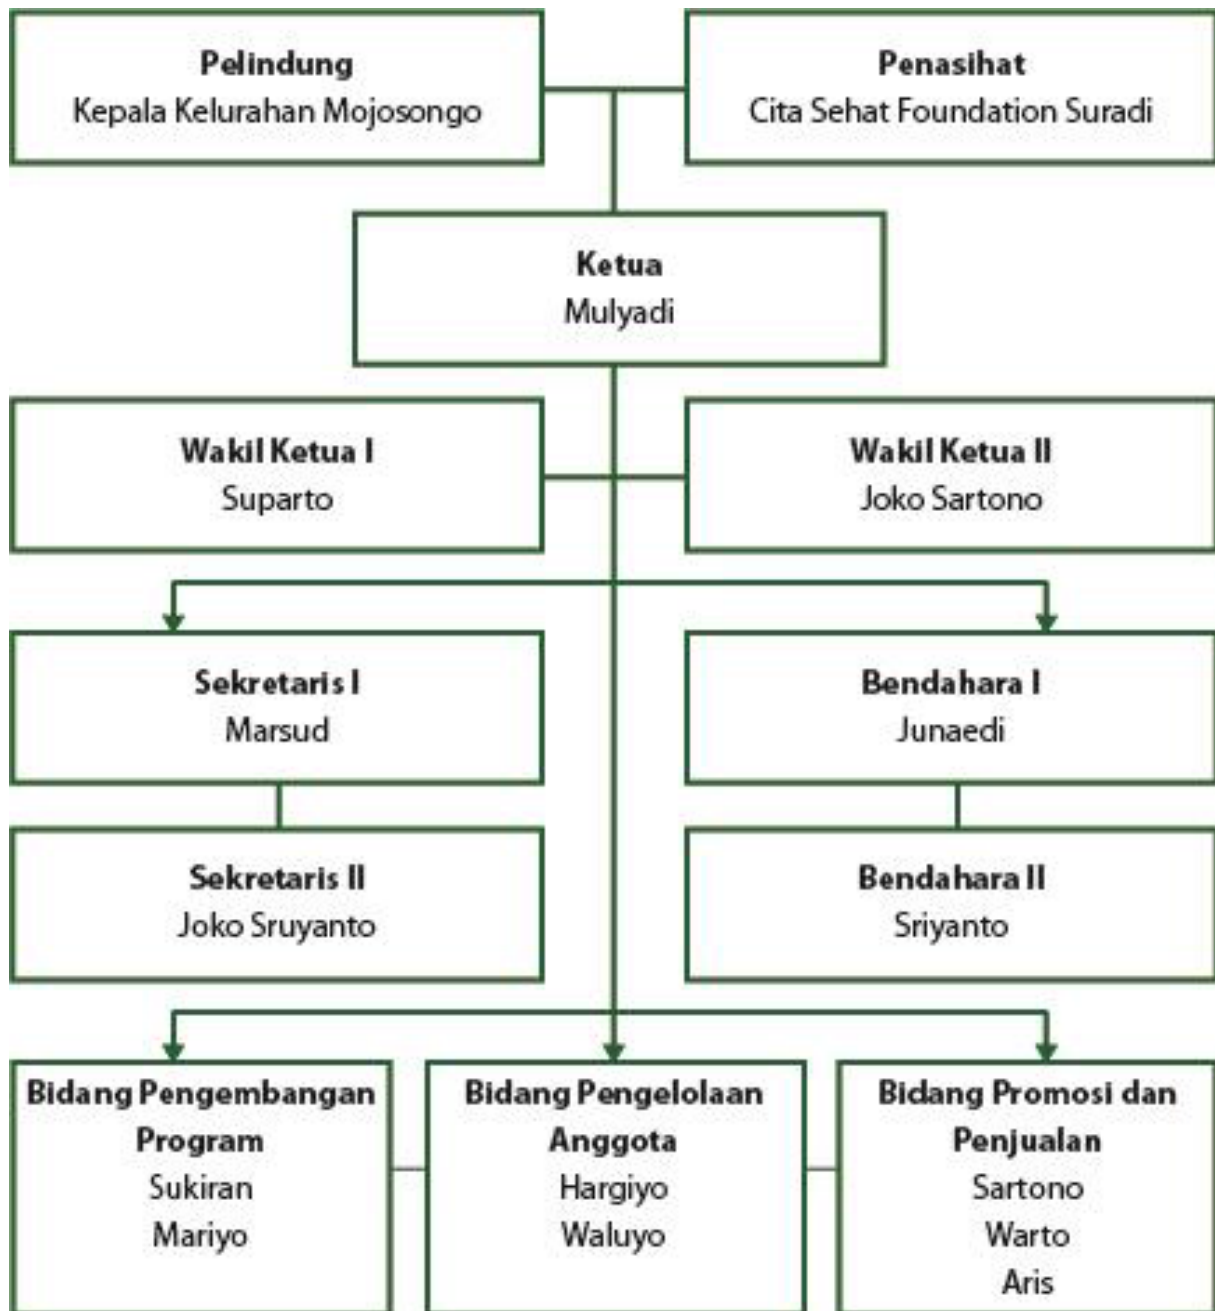 Pelindung
Kepala Kelurahan Mojosongo
Penasihat
Cita Sehat Foundation Suradi
Ketua
Mulyadi
Wakil Ketua I
Suparto
Wakil Ketua II
Joko Sartono
Sekretaris I
Marsud
Bendahara I
Junaedi
Sekretaris II
Joko Sruyanto
Bendahara II
Sriyanto
Bidang Pengembangan
Program
Sukiran
Mariyo
Bidang Pengelolaan
Anggota
Hargiyo
Waluyo
Bidang Promosi dan
Penjualan
Sartono
Warto
Aris